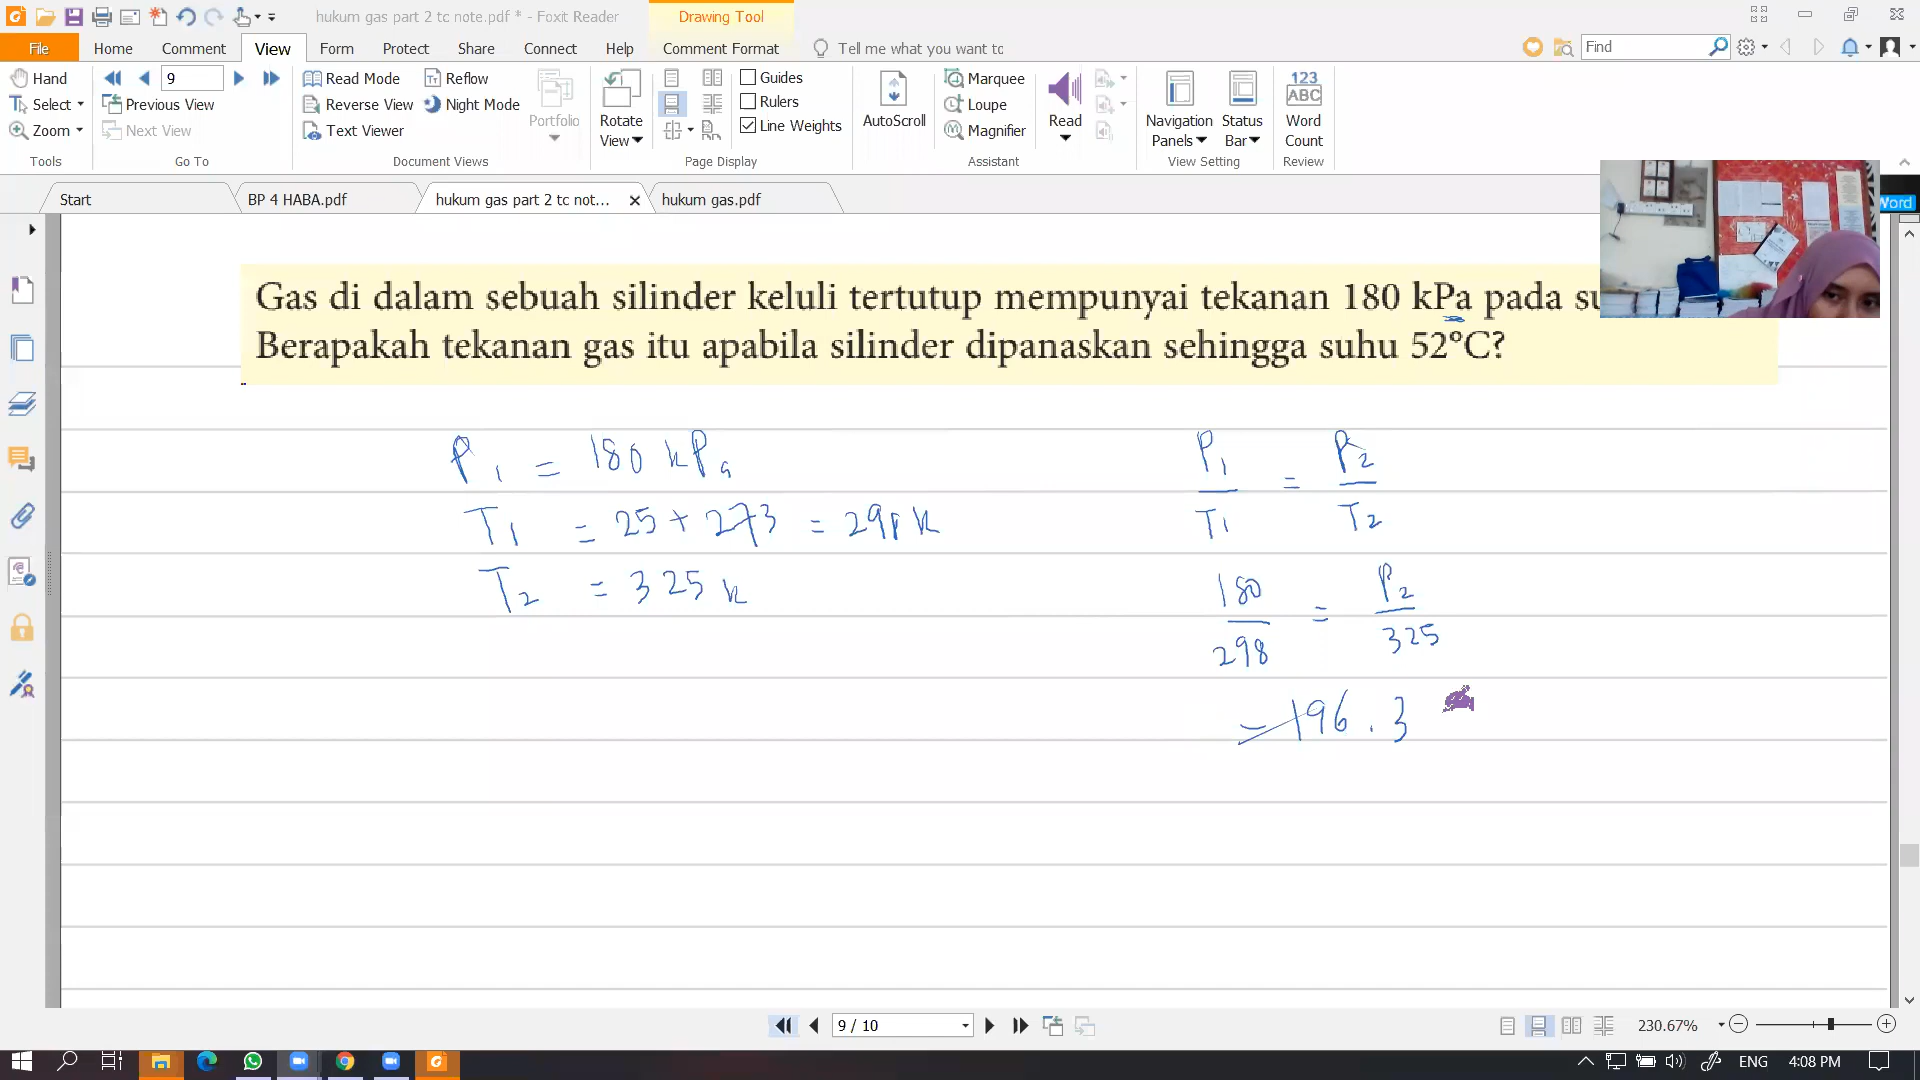 hukum gas part 2 tc note.pdf * - Foxit Reader
Drawing Tool
File Home Comment View Form Protect Share Connect Help Comment Format Tell me what you want to Find
Hand
Select
Zoom
Tools
9
Previous View
Next View
Go To
Read Mode
Reverse View
Text Viewer
Reflow
Night Mode
Document Views
Portfolio
Rotate View
Guides
Rulers
Line Weights
Page Display
AutoScroll
Marquee
Loupe
Magnifier
Assistant
Read
Navigation Panels
Status Bar
View Setting
123
ABC
Word Count
Review
Start
BP 4 HABA.pdf
hukum gas part 2 tc not...
hukum gas.pdf
Word
Gas di dalam sebuah silinder keluli tertutup mempunyai tekanan 180 kPa pada su
Berapakah tekanan gas itu apabila silinder dipanaskan sehingga suhu 52°C?
P1 = 180 kPa
T1 = 25 + 273 = 298 K
T2 = 325 K
P1/T1 = P2/T2
180/298 = P2/325
= 196.3
9 / 10
230.67%
ENG
4:08 PM